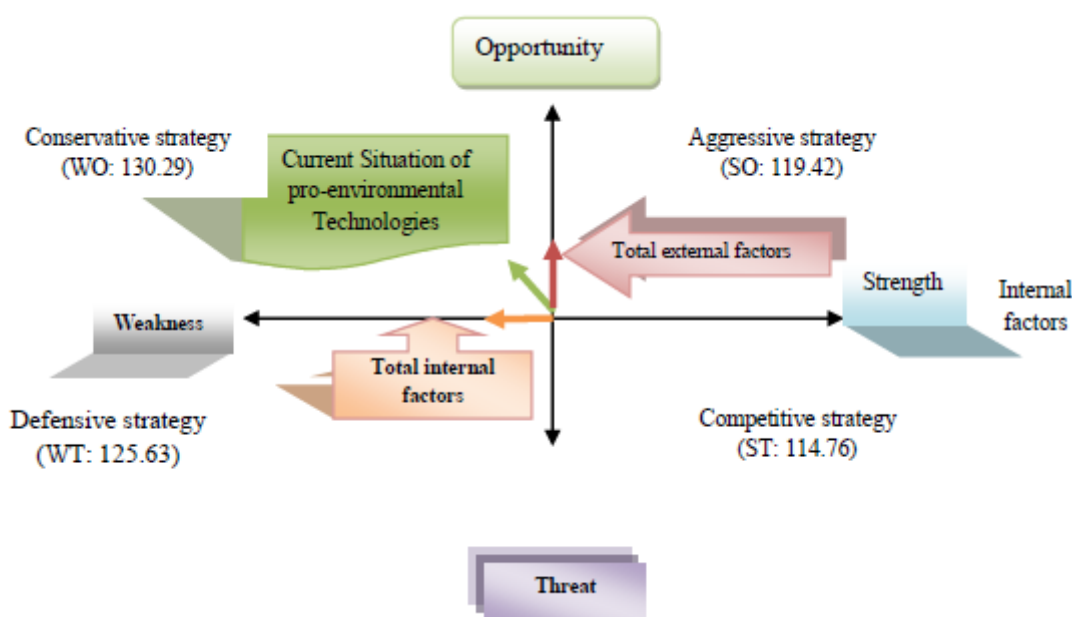 Opportunity
Conservative strategy
(WO: 130.29)
Current Situation of
pro-environmental
Technologies
Aggressive strategy
(SO: 119.42)
Total external factors
Strength
Internal
factors
Weakness
Total internal
factors
Defensive strategy
(WT: 125.63)
Competitive strategy
(ST: 114.76)
Threat